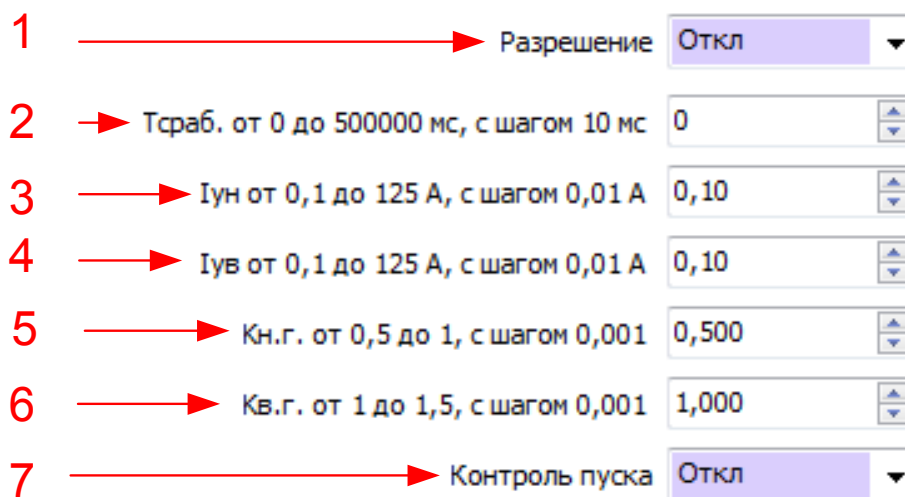 1 Разрешение Откл
2 Тсраб. от 0 до 500000 мс, с шагом 10 мс 0
3 Iун от 0,1 до 125 А, с шагом 0,01 А 0,10
4 Iув от 0,1 до 125 А, с шагом 0,01 А 0,10
5 Кн.г. от 0,5 до 1, с шагом 0,001 0,500
6 Кв.г. от 1 до 1,5, с шагом 0,001 1,000
7 Контроль пуска Откл